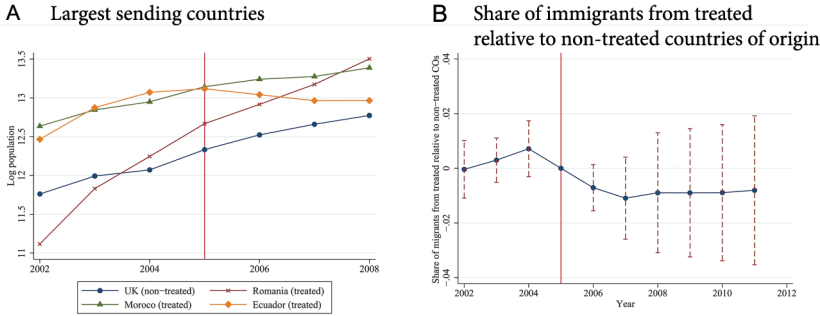 A Largest sending countries
Log population
13.5
13
12.5
12
11.5
11
2002 2004 2006 2008
UK (non-treated) Romania (treated)
Moroco (treated) Ecuador (treated)
B Share of immigrants from treated
relative to non-treated countries of origin
Share of migrants from treated relative to non-treated COs
.04
.02
0
-.02
-.04
2002 2004 2006 2008 2010 2012
Year